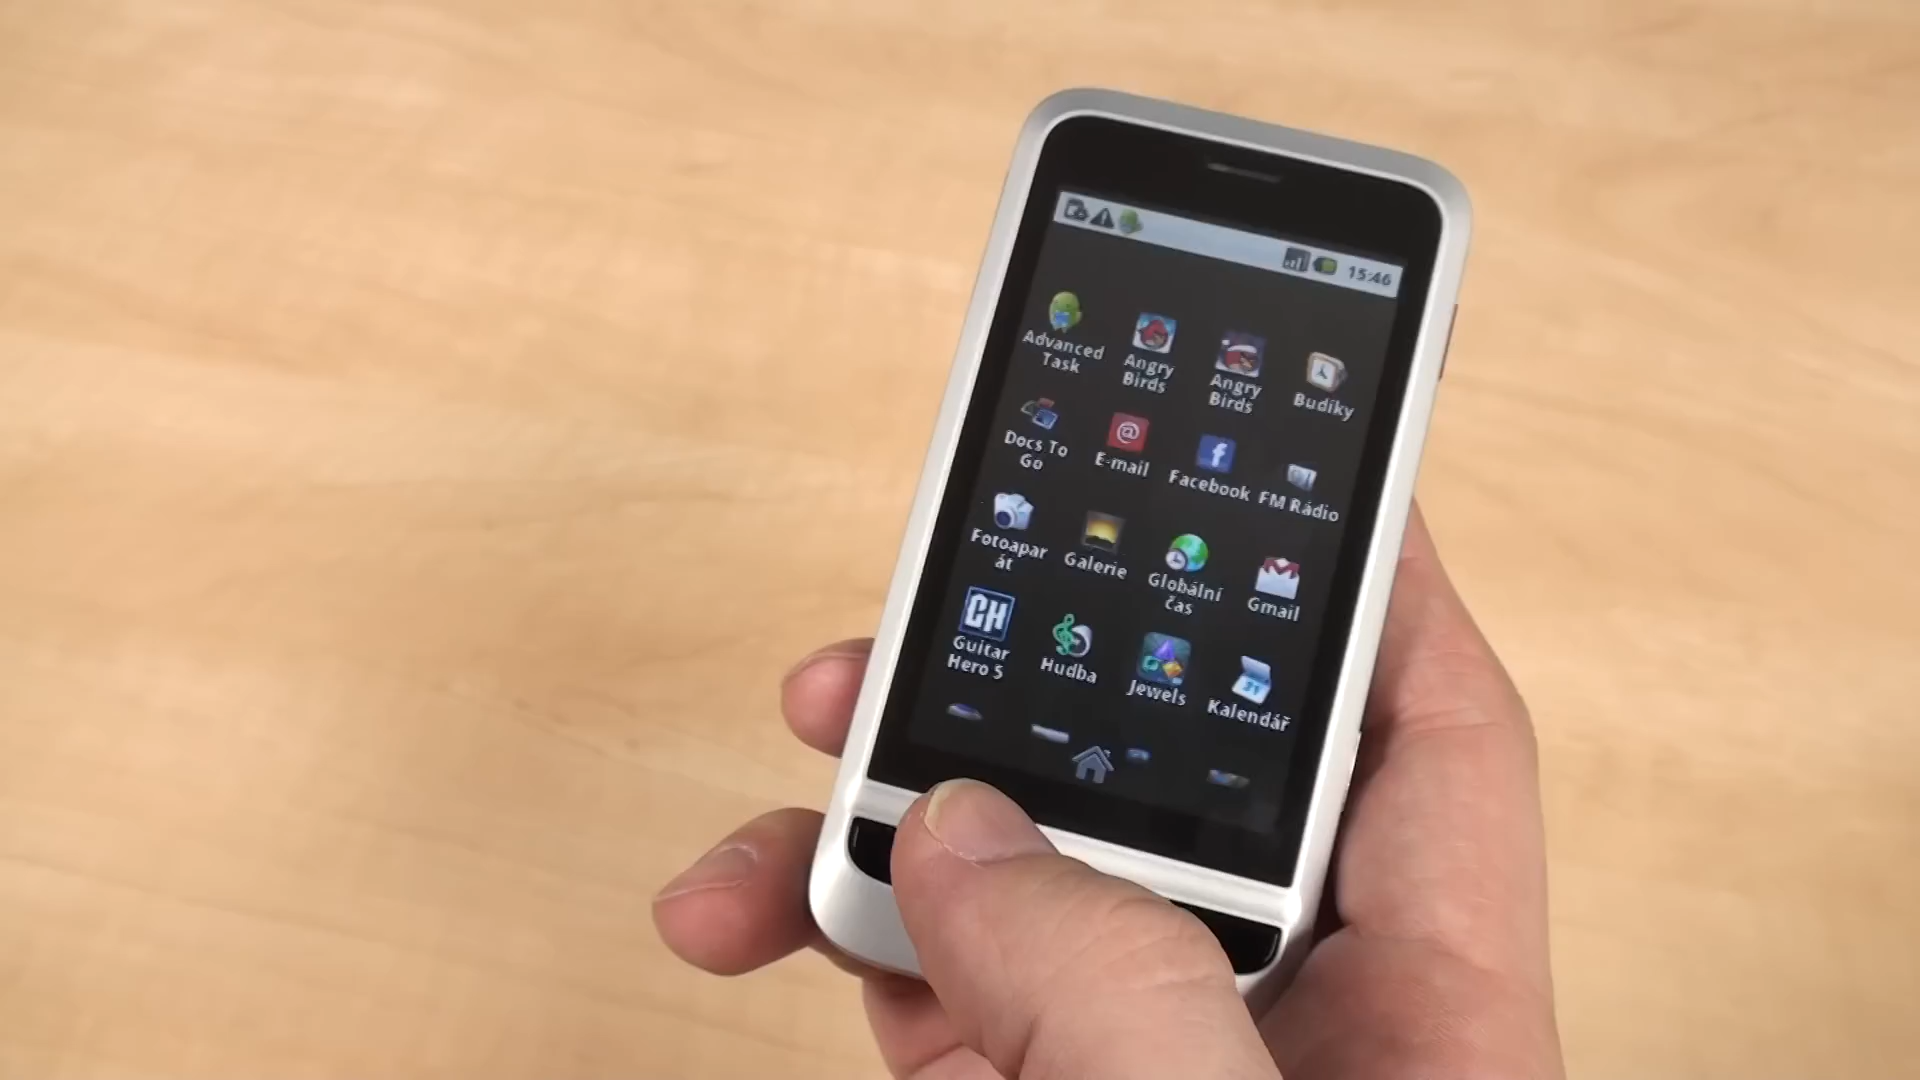 15:46
Advanced
Task
Angry
Birds
Angry
Birds
Budíky
Docs To
Go
E-mail
Facebook
FM Rádio
Fotoapar
át
Galerie
Globální
čas
Gmail
GH
Guitar
Hero 5
Hudba
Jewels
31
Kalendář